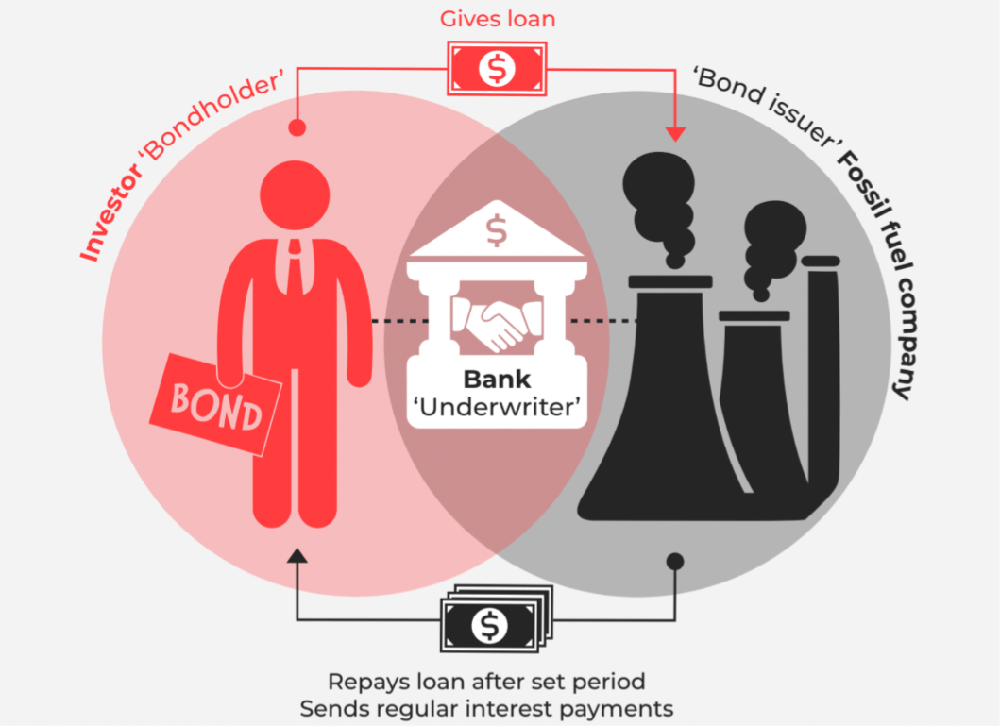 Gives loan
$
Investor ‘Bondholder’
‘Bond issuer’ Fossil fuel company
$
BOND
Bank
‘Underwriter’
$
Repays loan after set period
Sends regular interest payments